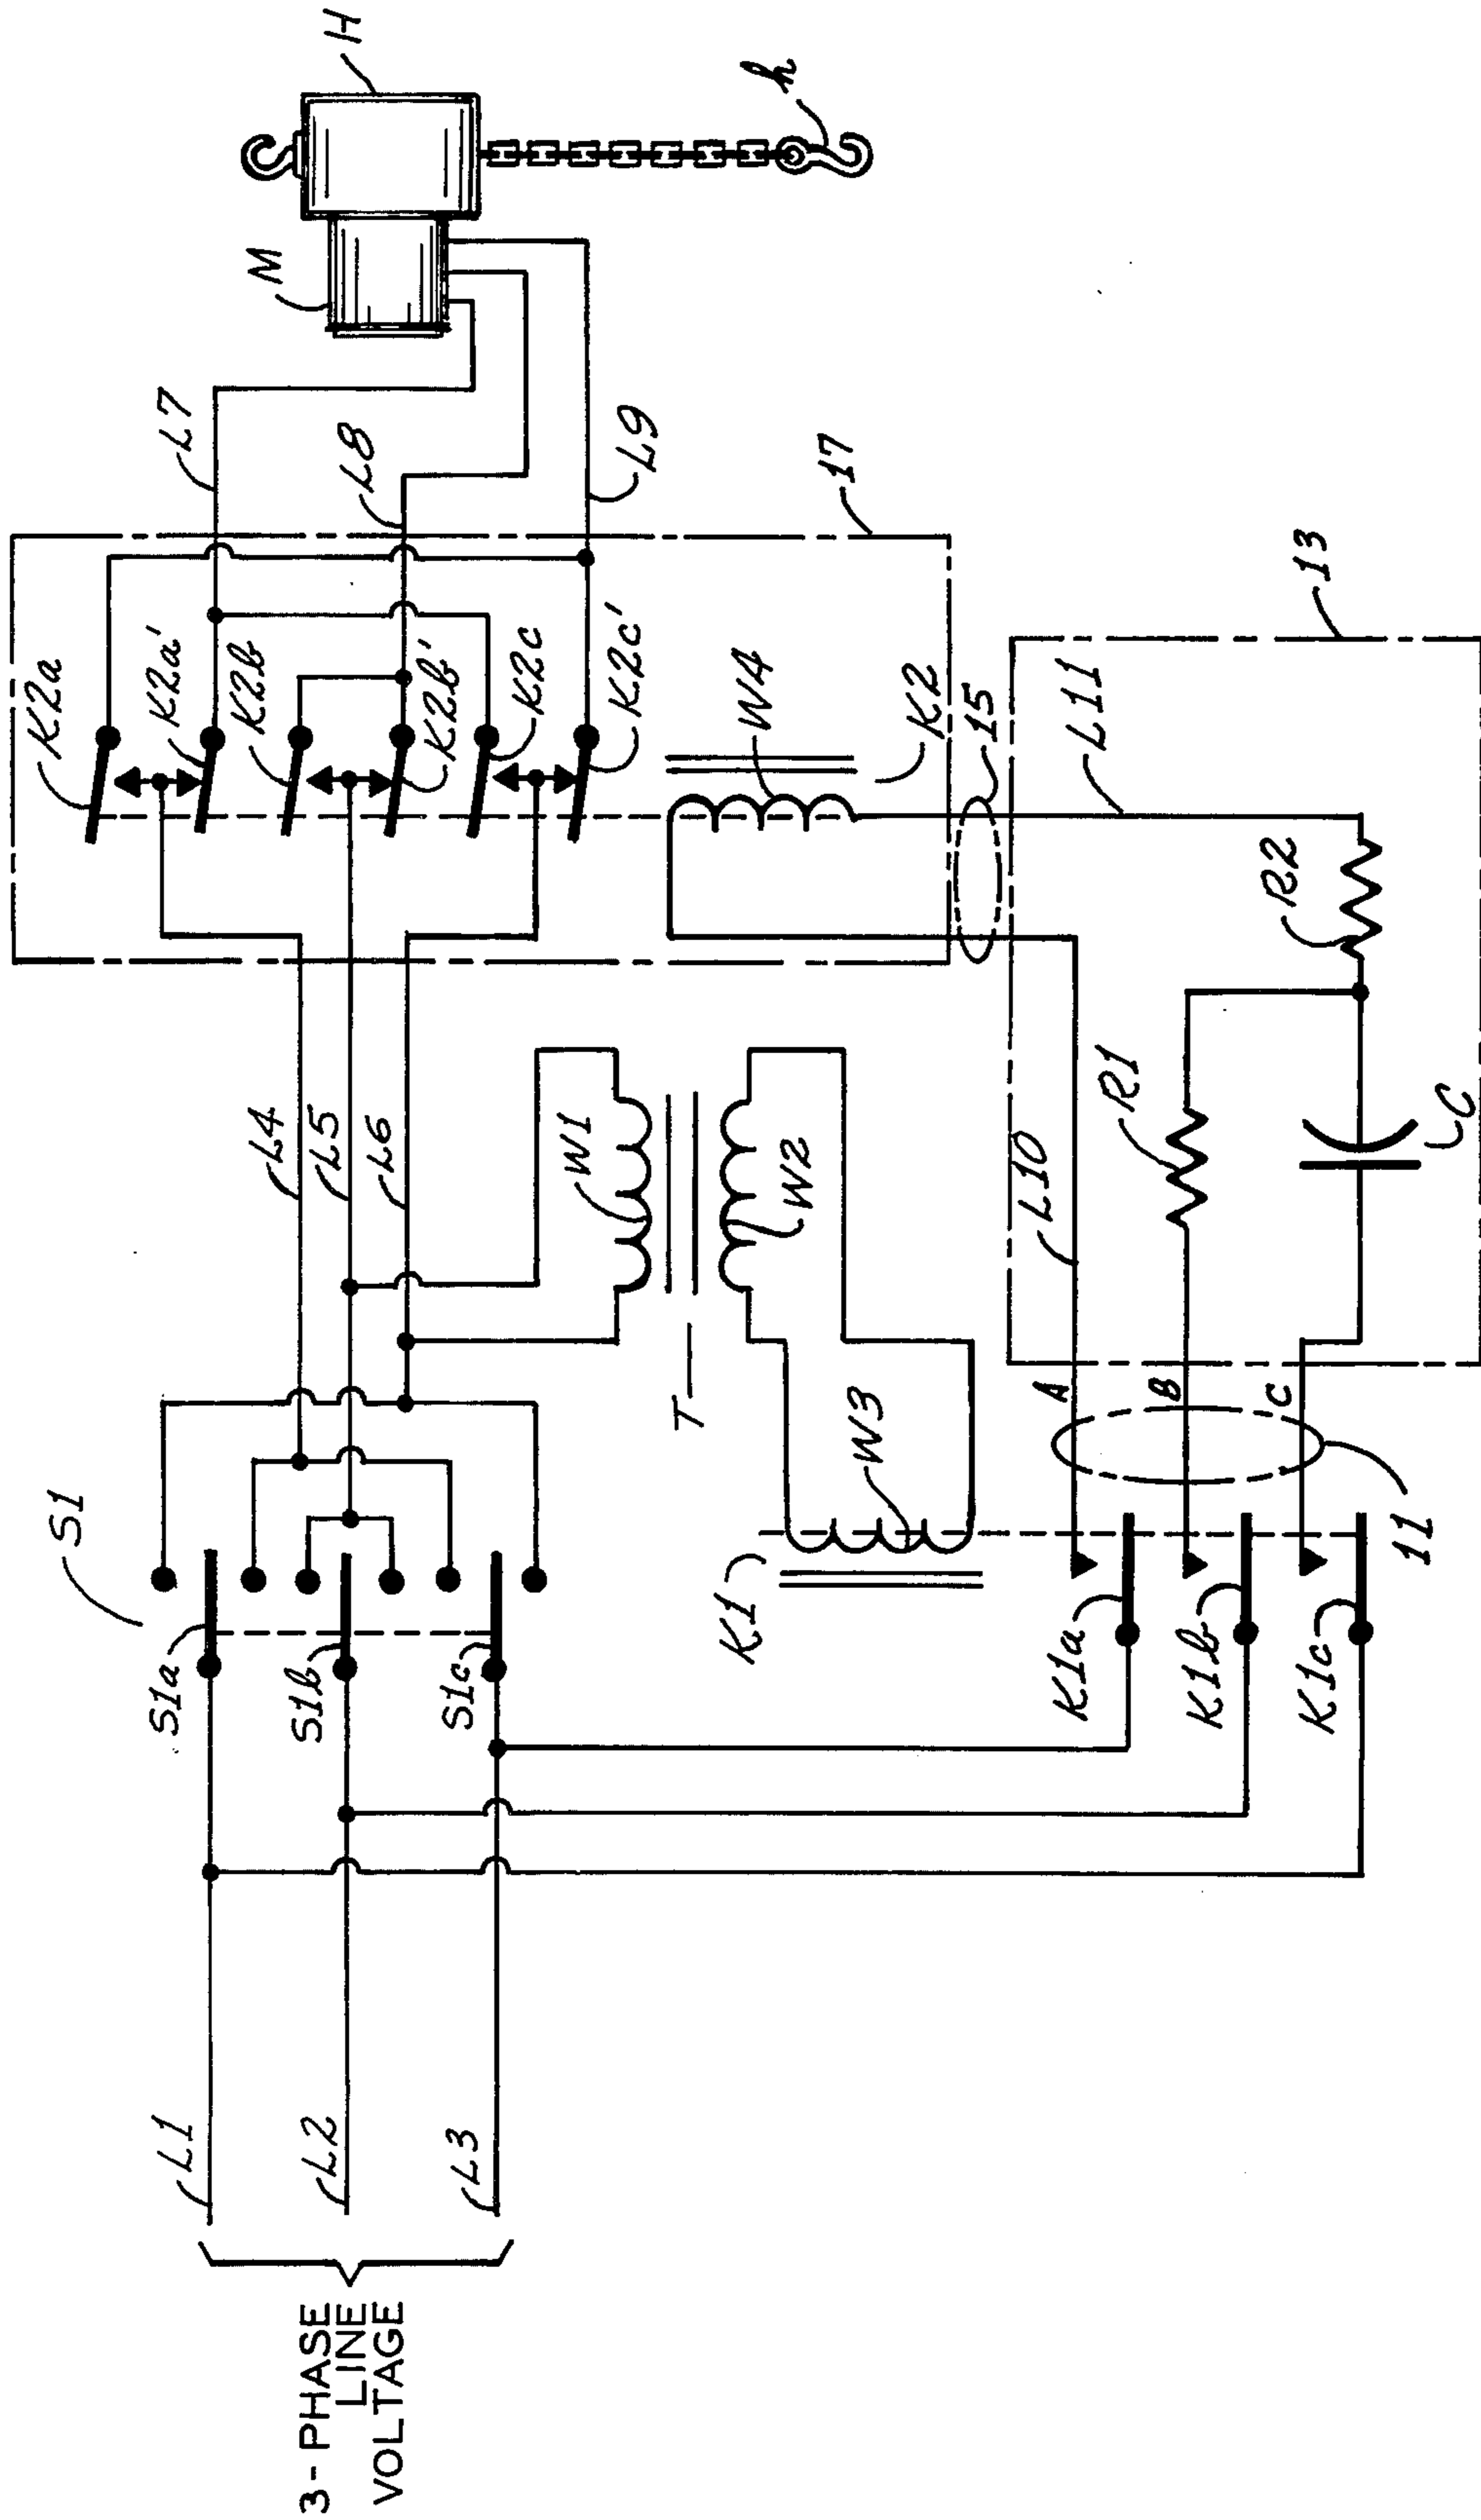 3-PHASE
LINE
VOLTAGE
L1
L2
L3
S1
S1a
S1b
S1c
L4
L5
L6
K2a
K2a'
K2b
K2b'
K2c
K2c'
L7
L8
L9
M
H
h
W1
T
W2
W3
K1
W4
K2
17
15
K1a
K1b
K1c
A
B
C
11
L10
R1
C
R2
L11
13